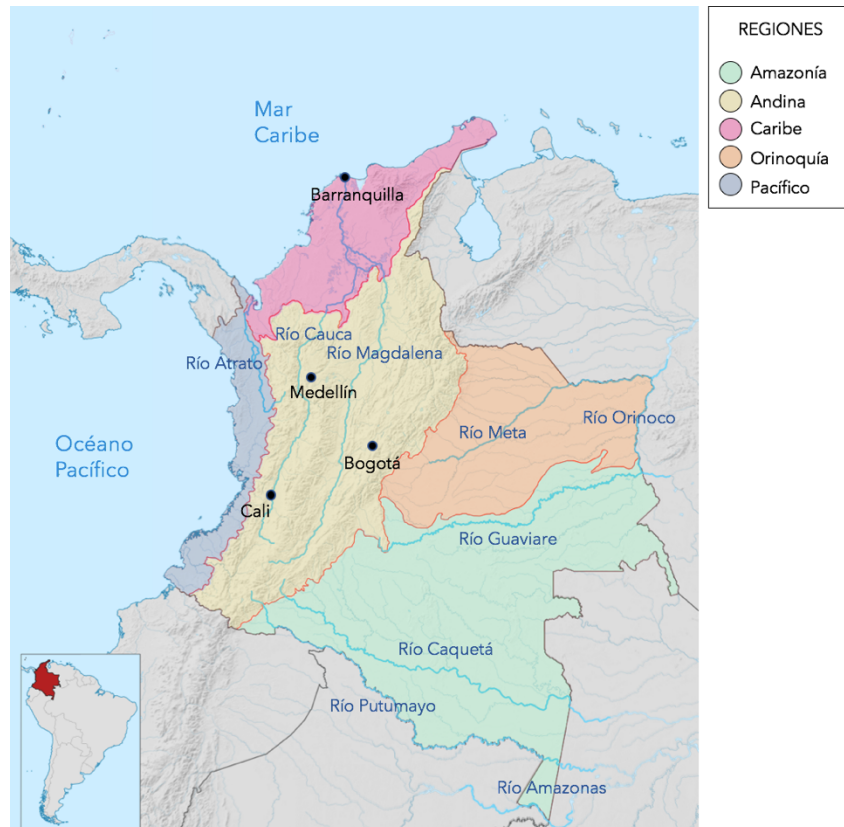 REGIONES
Amazonía
Andina
Caribe
Orinoquía
Pacífico
Mar
Caribe
Barranquilla
Río Cauca
Río Magdalena
Río Atrato
Medellín
Río Meta
Río Orinoco
Océano
Pacífico
Bogotá
Cali
Río Guaviare
Río Caquetá
Río Putumayo
Río Amazonas